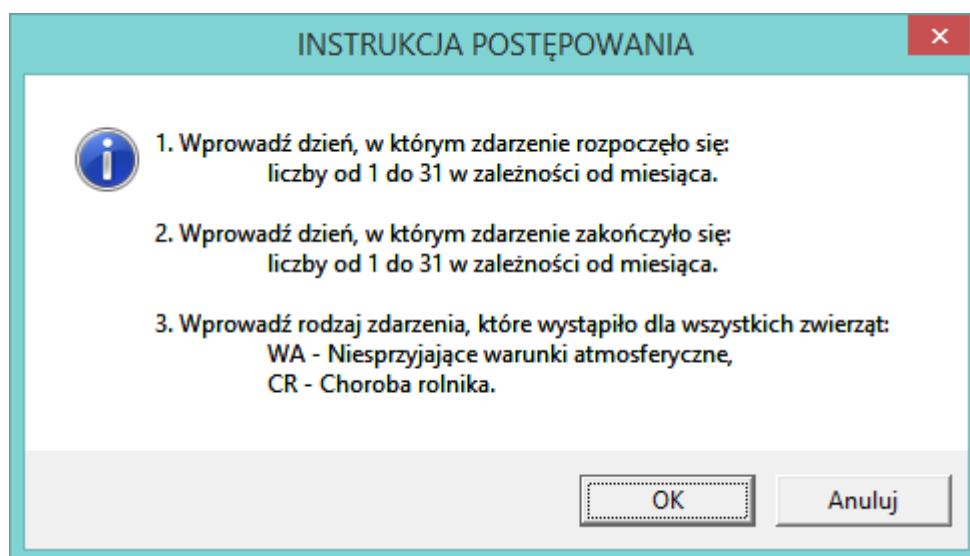 INSTRUKCJA POSTĘPOWANIA
1. Wprowadź dzień, w którym zdarzenie rozpoczęło się:
liczby od 1 do 31 w zależności od miesiąca.
2. Wprowadź dzień, w którym zdarzenie zakończyło się:
liczby od 1 do 31 w zależności od miesiąca.
3. Wprowadź rodzaj zdarzenia, które wystąpiło dla wszystkich zwierząt:
WA - Niesprzyjające warunki atmosferyczne,
CR - Choroba rolnika.
OK Anuluj